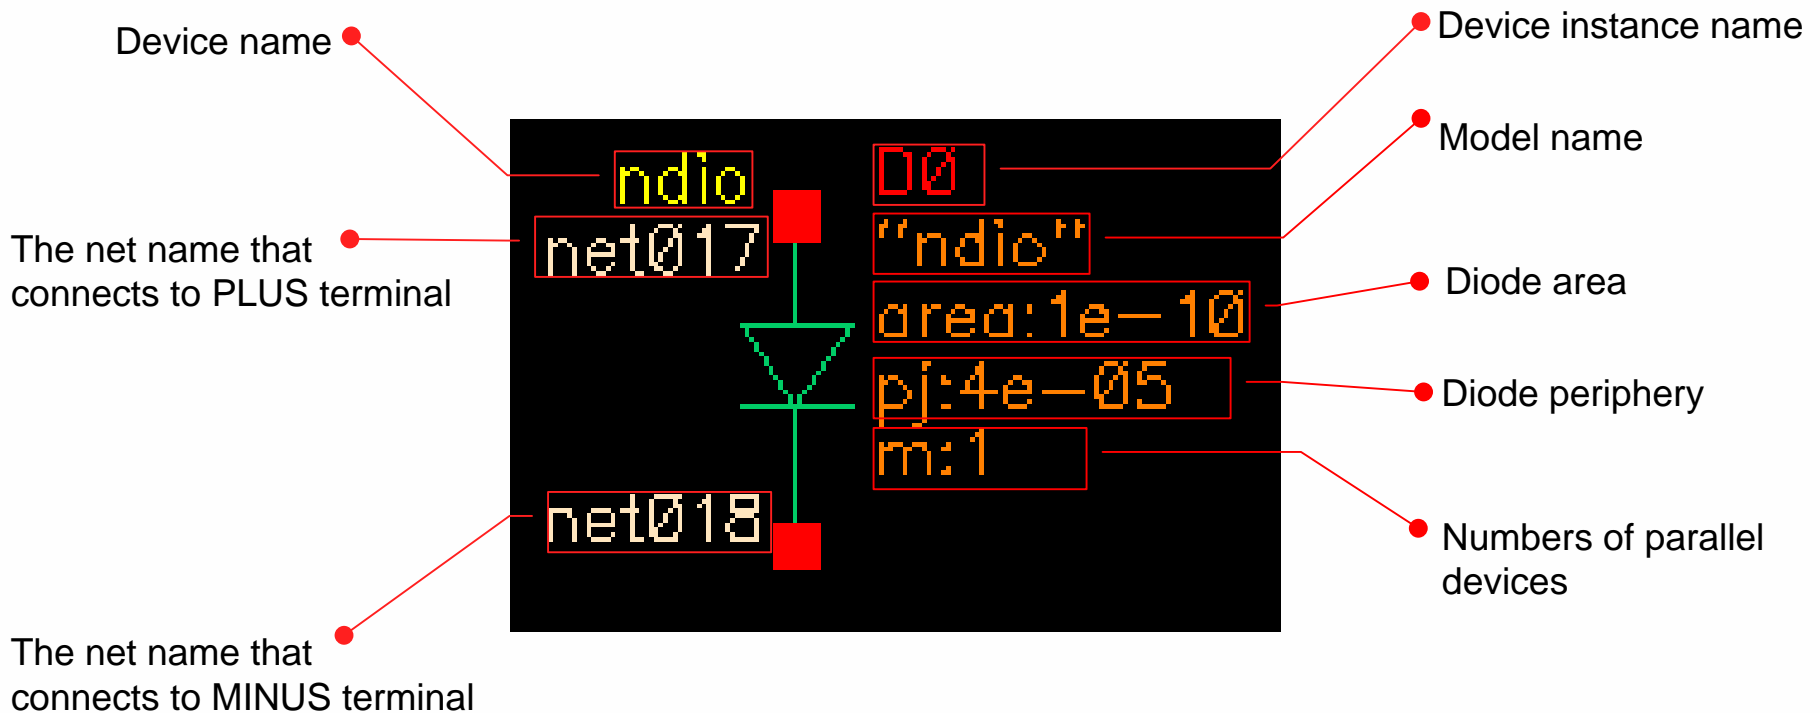 Device name
Device instance name
Model name
ndio
D0
The net name that
connects to PLUS terminal
net017
"ndio"
Diode area
area:1e-10
pj:4e-05
Diode periphery
m:1
net018
Numbers of parallel
devices
The net name that
connects to MINUS terminal